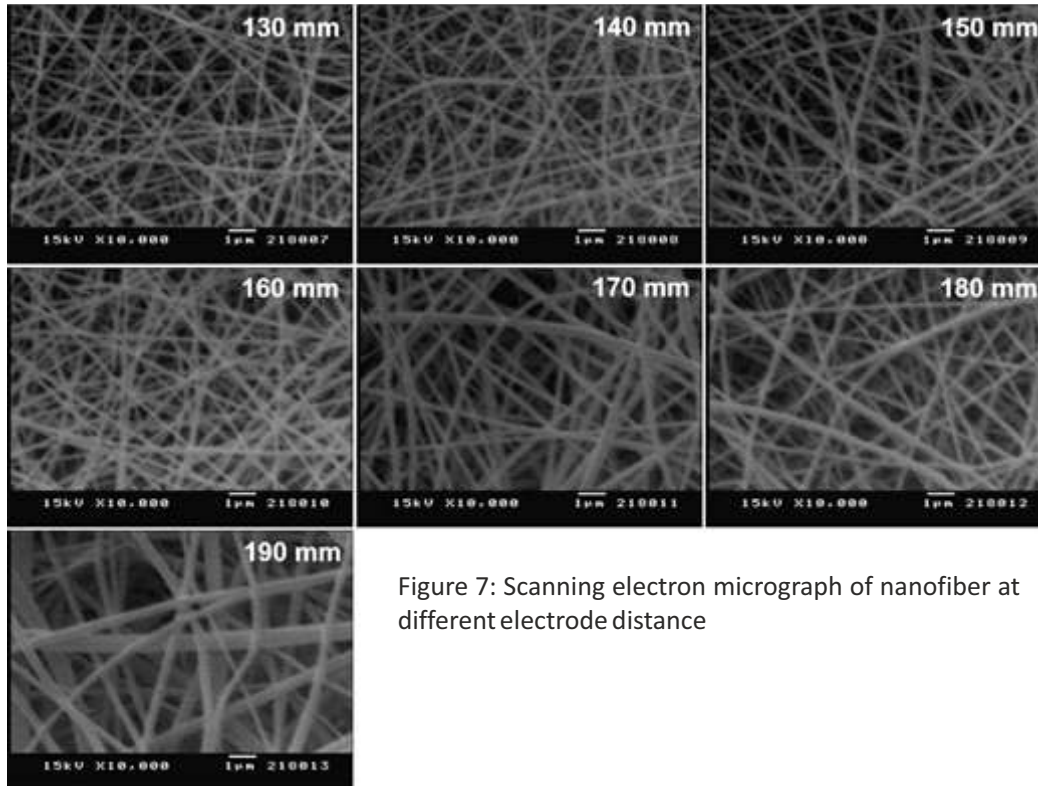 130 mm
15kV X10,000 1μm 210007
140 mm
15kV X10,000 1μm 210008
150 mm
15kV X10,000 1μm 210009
160 mm
15kV X10,000 1μm 210010
170 mm
15kV X10,000 1μm 210011
180 mm
15kV X10,000 1μm 210012
190 mm
15kV X10,000 1μm 210013
Figure 7: Scanning electron micrograph of nanofiber at
different electrode distance